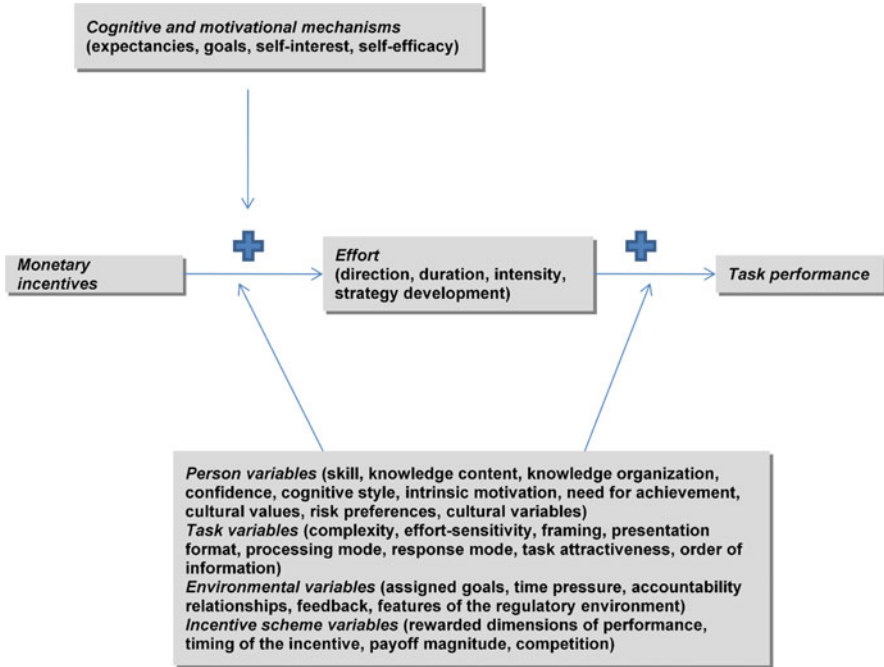 Cognitive and motivational mechanisms
(expectancies, goals, self-interest, self-efficacy)
Monetary
incentives
Effort
(direction, duration, intensity,
strategy development)
Task performance
Person variables (skill, knowledge content, knowledge organization,
confidence, cognitive style, intrinsic motivation, need for achievement,
cultural values, risk preferences, cultural variables)
Task variables (complexity, effort-sensitivity, framing, presentation
format, processing mode, response mode, task attractiveness, order of
information)
Environmental variables (assigned goals, time pressure, accountability
relationships, feedback, features of the regulatory environment)
Incentive scheme variables (rewarded dimensions of performance,
timing of the incentive, payoff magnitude, competition)